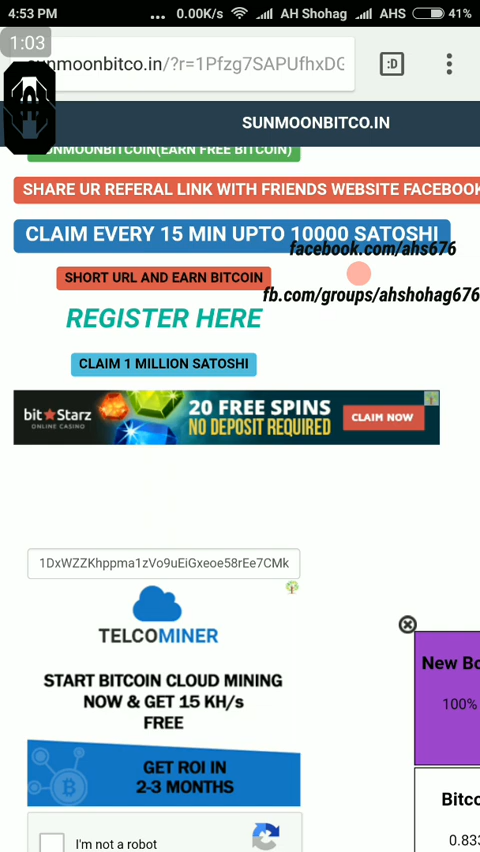 4:53 PM ... 0.00K/s AH Shohag AHS 41%
1:03
sunmoonbitco.in/?r=1Pfzg7SAPUfhxDG
:D
SUNMOONBITCO.IN
SUNMOONBITCOIN(EARN FREE BITCOIN)
SHARE UR REFERAL LINK WITH FRIENDS WEBSITE FACEBOOK
CLAIM EVERY 15 MIN UPTO 10000 SATOSHI
facebook.com/ahs676
SHORT URL AND EARN BITCOIN
fb.com/groups/ahshohag676
REGISTER HERE
CLAIM 1 MILLION SATOSHI
bitStarz
ONLINE CASINO
20 FREE SPINS
NO DEPOSIT REQUIRED
CLAIM NOW
1DxWZZKhppma1zVo9uEiGxeoe58rEe7CMk
TELCOMINER
START BITCOIN CLOUD MINING
NOW & GET 15 KH/s
FREE
GET ROI IN
2-3 MONTHS
I'm not a robot
New Bo
100%
Bitco
0.833